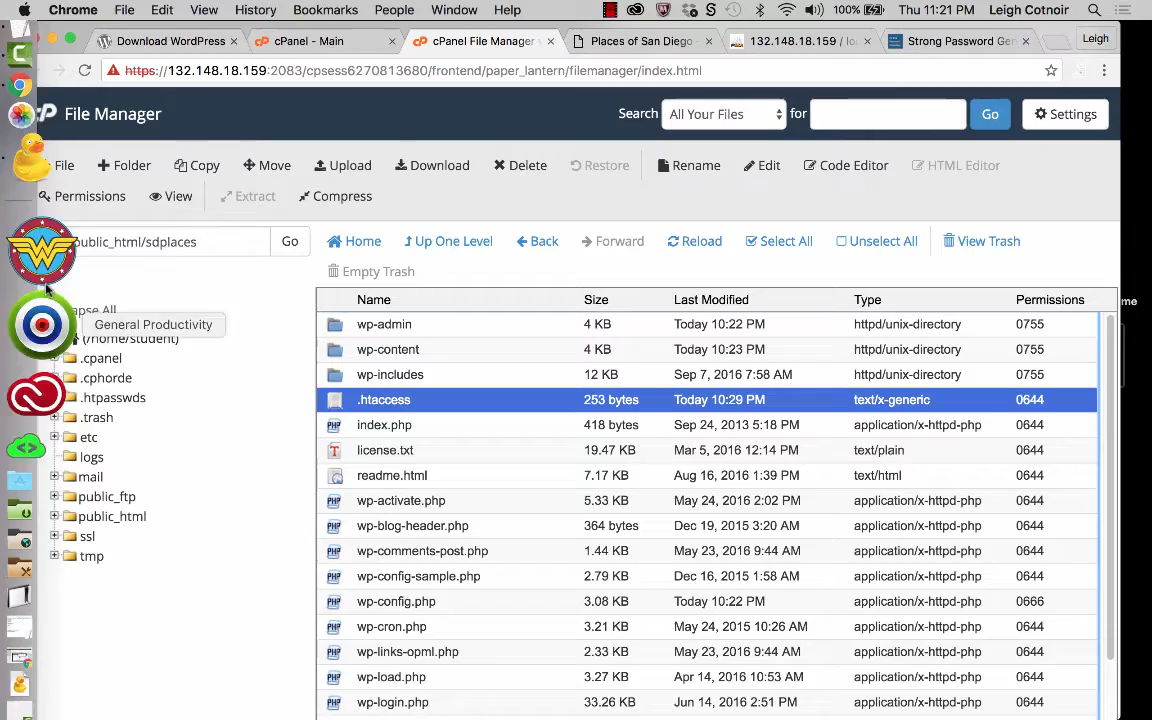 Chrome File Edit View History Bookmarks People Window Help 100% Thu 11:21 PM Leigh Cotnoir
Download WordPress × cPanel - Main × cPanel File Manager v × Places of San Diego - × 132.148.18.159 / lo × Strong Password Gen × Leigh
https://132.148.18.159:2083/cpsess6270813680/frontend/paper_lantern/filemanager/index.html
File Manager Search All Your Files for Go Settings
File + Folder Copy Move Upload Download Delete Restore Rename Edit Code Editor HTML Editor
Permissions View Extract Compress
public_html/sdplaces Go Home Up One Level Back Forward Reload Select All Unselect All View Trash
Empty Trash
Name Size Last Modified Type Permissions
apse All
General Productivity
(/home/student)
.cpanel
.cphorde
.htpasswds
.trash
etc
logs
mail
public_ftp
public_html
ssl
tmp
wp-admin 4 KB Today 10:22 PM httpd/unix-directory 0755
wp-content 4 KB Today 10:23 PM httpd/unix-directory 0755
wp-includes 12 KB Sep 7, 2016 7:58 AM httpd/unix-directory 0755
.htaccess 253 bytes Today 10:29 PM text/x-generic 0644
index.php 418 bytes Sep 24, 2013 5:18 PM application/x-httpd-php 0644
license.txt 19.47 KB Mar 5, 2016 12:14 PM text/plain 0644
readme.html 7.17 KB Aug 16, 2016 1:39 PM text/html 0644
wp-activate.php 5.33 KB May 24, 2016 2:02 PM application/x-httpd-php 0644
wp-blog-header.php 364 bytes Dec 19, 2015 3:20 AM application/x-httpd-php 0644
wp-comments-post.php 1.44 KB May 23, 2016 9:44 AM application/x-httpd-php 0644
wp-config-sample.php 2.79 KB Dec 16, 2015 1:58 AM application/x-httpd-php 0644
wp-config.php 3.08 KB Today 10:22 PM application/x-httpd-php 0666
wp-cron.php 3.21 KB May 24, 2015 10:26 AM application/x-httpd-php 0644
wp-links-opml.php 2.33 KB May 22, 2016 9:44 AM application/x-httpd-php 0644
wp-load.php 3.27 KB Apr 14, 2016 10:53 AM application/x-httpd-php 0644
wp-login.php 33.26 KB Jun 14, 2016 2:51 PM application/x-httpd-php 0644
me